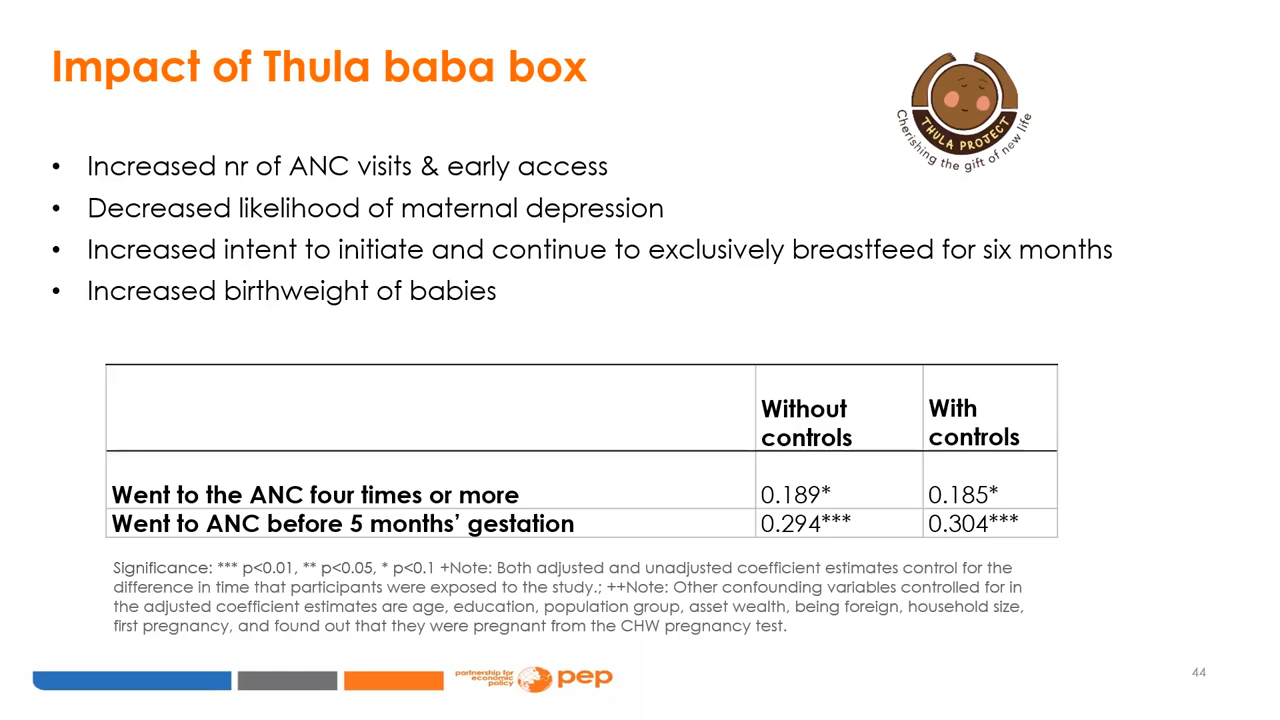 Impact of Thula baba box
THULA PROJECT
Cherishing the gift of new life
• Increased nr of ANC visits & early access
• Decreased likelihood of maternal depression
• Increased intent to initiate and continue to exclusively breastfeed for six months
• Increased birthweight of babies
Without controls
With controls
Went to the ANC four times or more 0.189* 0.185*
Went to ANC before 5 months’ gestation 0.294*** 0.304***
Significance: *** p<0.01, ** p<0.05, * p<0.1 +Note: Both adjusted and unadjusted coefficient estimates control for the
difference in time that participants were exposed to the study.; ++Note: Other confounding variables controlled for in
the adjusted coefficient estimates are age, education, population group, asset wealth, being foreign, household size,
first pregnancy, and found out that they were pregnant from the CHW pregnancy test.
partnership for
economic
policy
pep
44